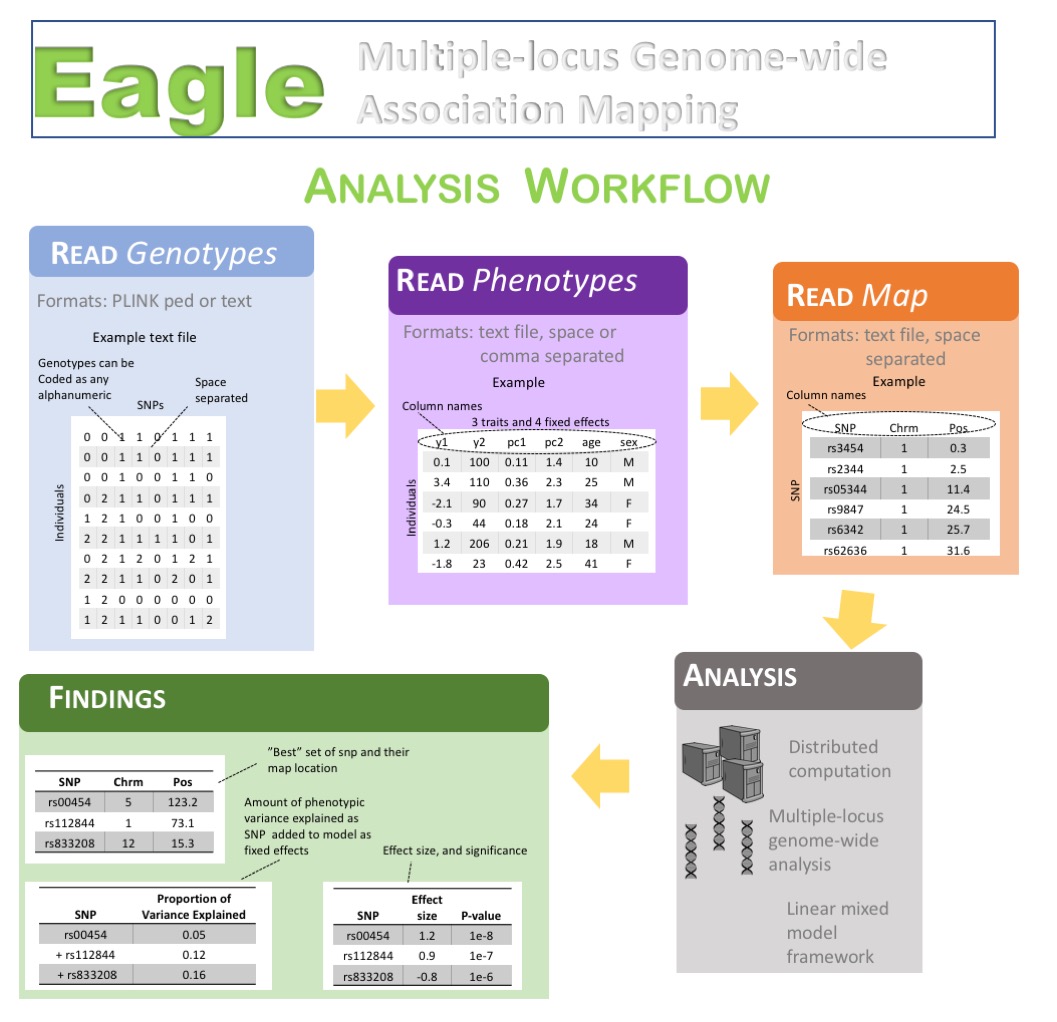 Eagle
Multiple-locus Genome-wide
Association Mapping
ANALYSIS WORKFLOW
READ Genotypes
Formats: PLINK ped or text
Example text file
Genotypes can be
Coded as any
alphanumeric
SNPs
Space
separated
Individuals
0 0 1 1 0 1 1 1
0 0 1 1 0 1 1 1
0 0 1 0 0 1 1 0
0 2 1 1 0 1 1 1
1 2 1 0 0 1 0 0
2 2 1 1 1 1 0 0
0 2 1 2 0 1 2 1
2 2 1 1 0 2 0 1
1 2 0 0 0 0 0 0
1 2 1 1 0 0 1 2
READ Phenotypes
Formats: text file, space or
comma separated
Example
Column names
3 traits and 4 fixed effects
Individuals
y1 y2 pc1 pc2 age sex
0.1 100 0.11 1.4 10 M
3.4 110 0.36 2.3 25 M
-2.1 90 0.27 1.7 34 F
-0.3 44 0.18 2.1 24 F
1.2 206 0.21 1.9 18 M
-1.8 23 0.42 2.5 41 F
READ Map
Formats: text file, space
separated
Example
Column names
SNP
SNP Chrm Pos
rs3454 1 0.3
rs2344 1 2.5
rs05344 1 11.4
rs9847 1 24.5
rs6342 1 25.7
rs62636 1 31.6
ANALYSIS
Distributed
computation
Multiple-locus
genome-wide
analysis
Linear mixed
model
framework
FINDINGS
"Best" set of snp and their
map location
SNP Chrm Pos
rs00454 5 123.2
rs112844 1 73.1
rs833208 12 15.3
Amount of phenotypic
variance explained as
SNP added to model as
fixed effects
SNP Proportion of
Variance Explained
rs00454 0.05
+ rs112844 0.12
+ rs833208 0.16
Effect size, and significance
SNP Effect
size P-value
rs00454 1.2 1e-8
rs112844 0.9 1e-7
rs833208 -0.8 1e-6